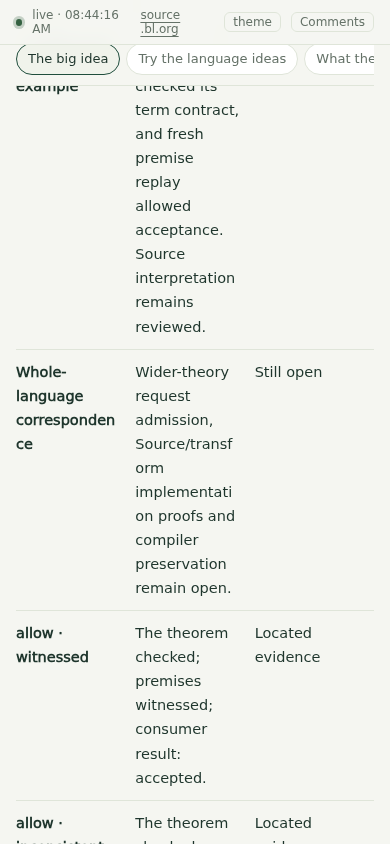 live · 08:44:16 AM
source.bl.org
theme
Comments
The big idea
Try the language ideas
What the
example
checked its
term contract,
and fresh
premise
replay
allowed
acceptance.
Source
interpretation
remains
reviewed.
Whole-
language
corresponden
ce
Wider-theory
request
admission,
Source/transf
orm
implementati
on proofs and
compiler
preservation
remain open.
Still open
allow ·
witnessed
The theorem
checked;
premises
witnessed;
consumer
result:
accepted.
Located
evidence
allow ·
The theorem
Located